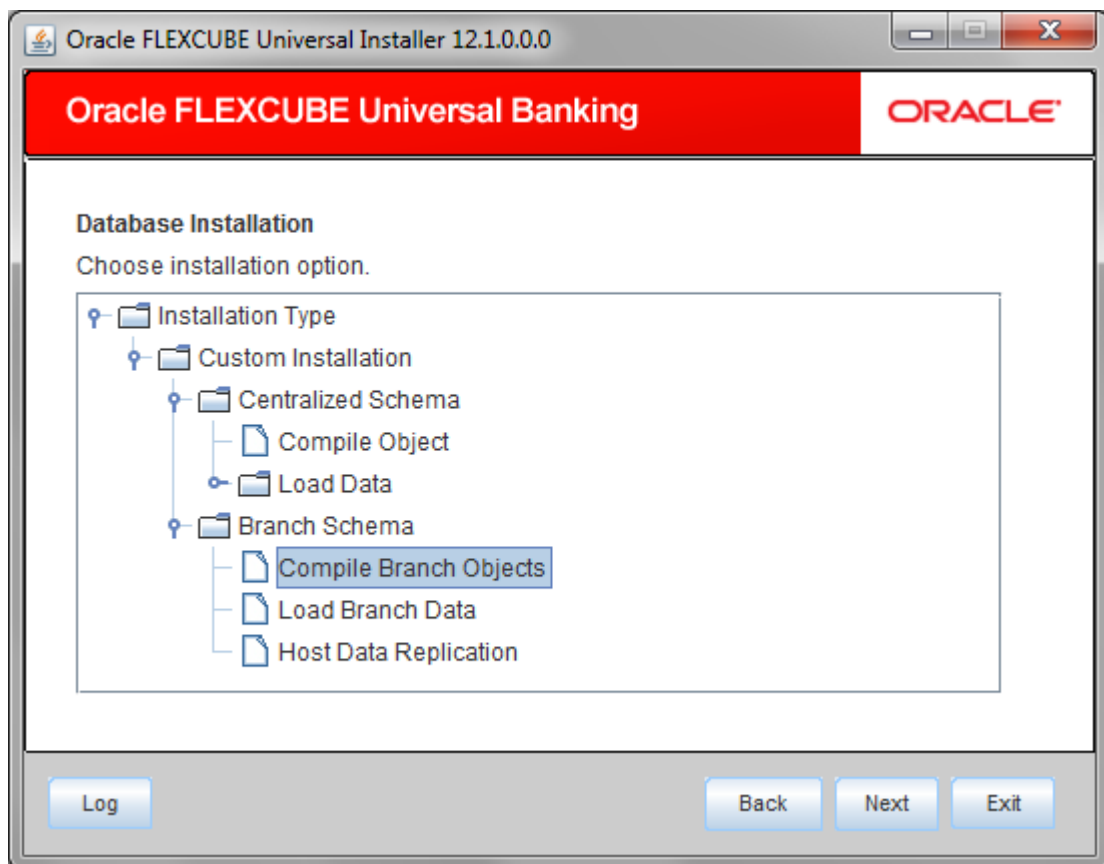 Oracle FLEXCUBE Universal Installer 12.1.0.0.0
Oracle FLEXCUBE Universal Banking
ORACLE
Database Installation
Choose installation option.
Installation Type
Custom Installation
Centralized Schema
Compile Object
Load Data
Branch Schema
Compile Branch Objects
Load Branch Data
Host Data Replication
Log
Back
Next
Exit